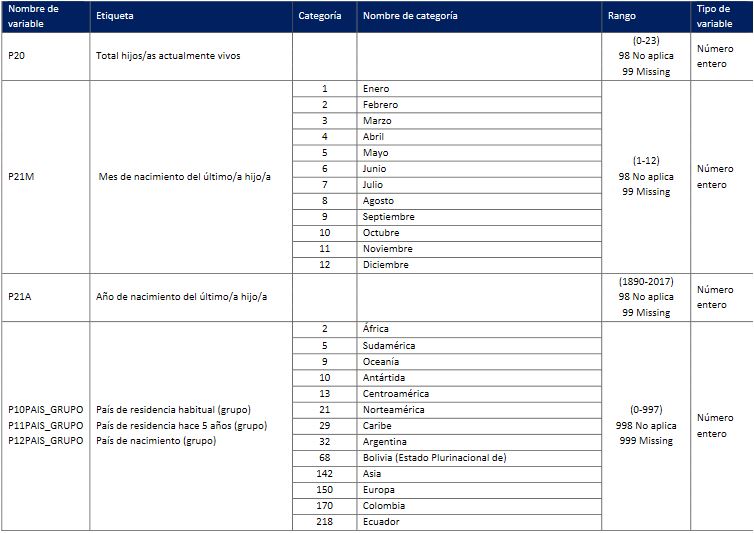 Nombre de variable | Etiqueta | Categoría | Nombre de categoría | Rango | Tipo de variable
P20 | Total hijos/as actualmente vivos | | | (0-23) 98 No aplica 99 Missing | Número entero
P21M | Mes de nacimiento del último/a hijo/a | | | (1-12) 98 No aplica 99 Missing | Número entero
1 | Enero
2 | Febrero
3 | Marzo
4 | Abril
5 | Mayo
6 | Junio
7 | Julio
8 | Agosto
9 | Septiembre
10 | Octubre
11 | Noviembre
12 | Diciembre
P21A | Año de nacimiento del último/a hijo/a | | | (1890-2017) 98 No aplica 99 Missing | Número entero
P10PAIS_GRUPO | País de residencia habitual (grupo)
P11PAIS_GRUPO | País de residencia hace 5 años (grupo)
P12PAIS_GRUPO | País de nacimiento (grupo)
2 | África
5 | Sudamérica
9 | Oceanía
10 | Antártida
13 | Centroamérica
21 | Norteamérica
29 | Caribe
32 | Argentina
68 | Bolivia (Estado Plurinacional de)
142 | Asia
150 | Europa
170 | Colombia
218 | Ecuador
(0-997) 998 No aplica 999 Missing | Número entero